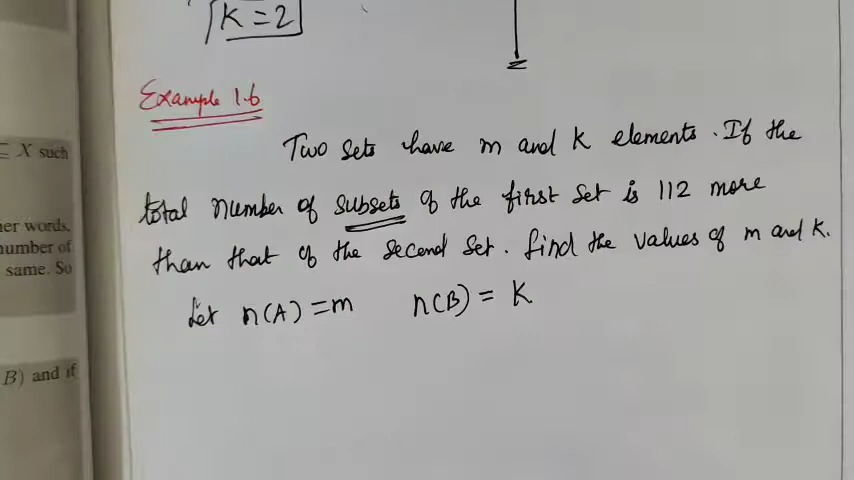 K = 2
Example 1.6
⊆ X such
Two sets have m and k elements. If the
total number of subsets of the first set is 112 more
than that of the second set. find the values of m and k.
Let n(A) = m n(B) = K
her words,
number of
same. So
B) and if